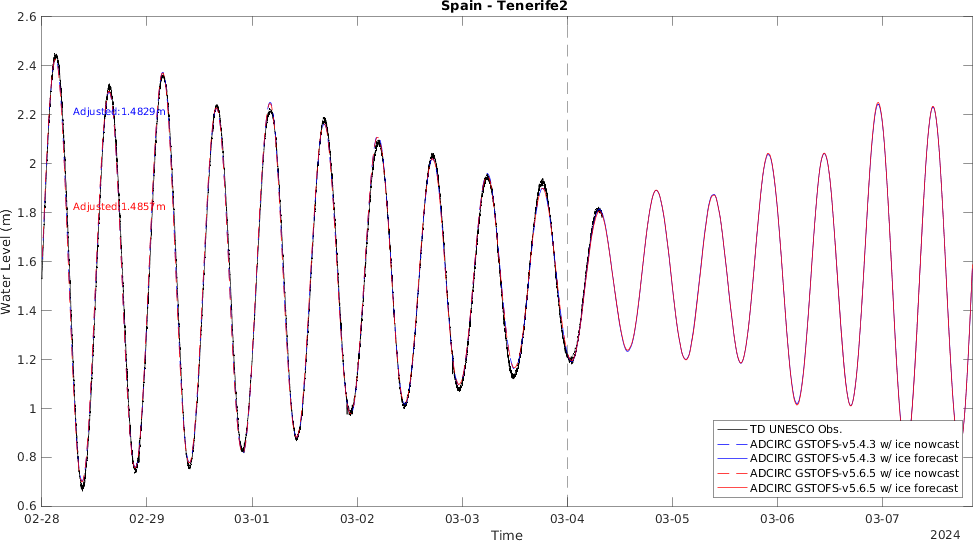 Spain - Tenerife2
2.6
2.4
2.2
2
1.8
1.6
1.4
1.2
1
0.8
0.6
Water Level (m)
Adjusted:1.4829m
Adjusted:1.4857m
TD UNESCO Obs.
ADCIRC GSTOFS-v5.4.3 w/ ice nowcast
ADCIRC GSTOFS-v5.4.3 w/ ice forecast
ADCIRC GSTOFS-v5.6.5 w/ ice nowcast
ADCIRC GSTOFS-v5.6.5 w/ ice forecast
02-28 02-29 03-01 03-02 03-03 03-04 03-05 03-06 03-07
Time
2024